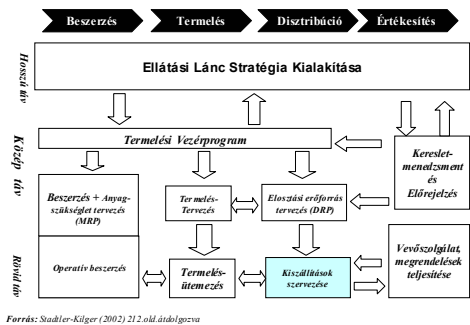 Beszerzés
Termelés
Disztribúció
Értékesítés
Hosszú táv
Ellátási Lánc Stratégia Kialakítása
Közép táv
Termelési Vezérprogram
Kereslet-
menedzsment
és
Előrejelzés
Beszerzés + Anyag-
szükséglet tervezés
(MRP)
Termelés-
Tervezés
Elosztási erőforrás
tervezés (DRP)
Rövid táv
Operatív beszerzés
Termelés-
ütemezés
Kiszállítások
szervezése
Vevőszolgálat,
megrendelések
teljesítése
Forrás: Stadtler-Kilger (2002) 212.old.átdolgozva